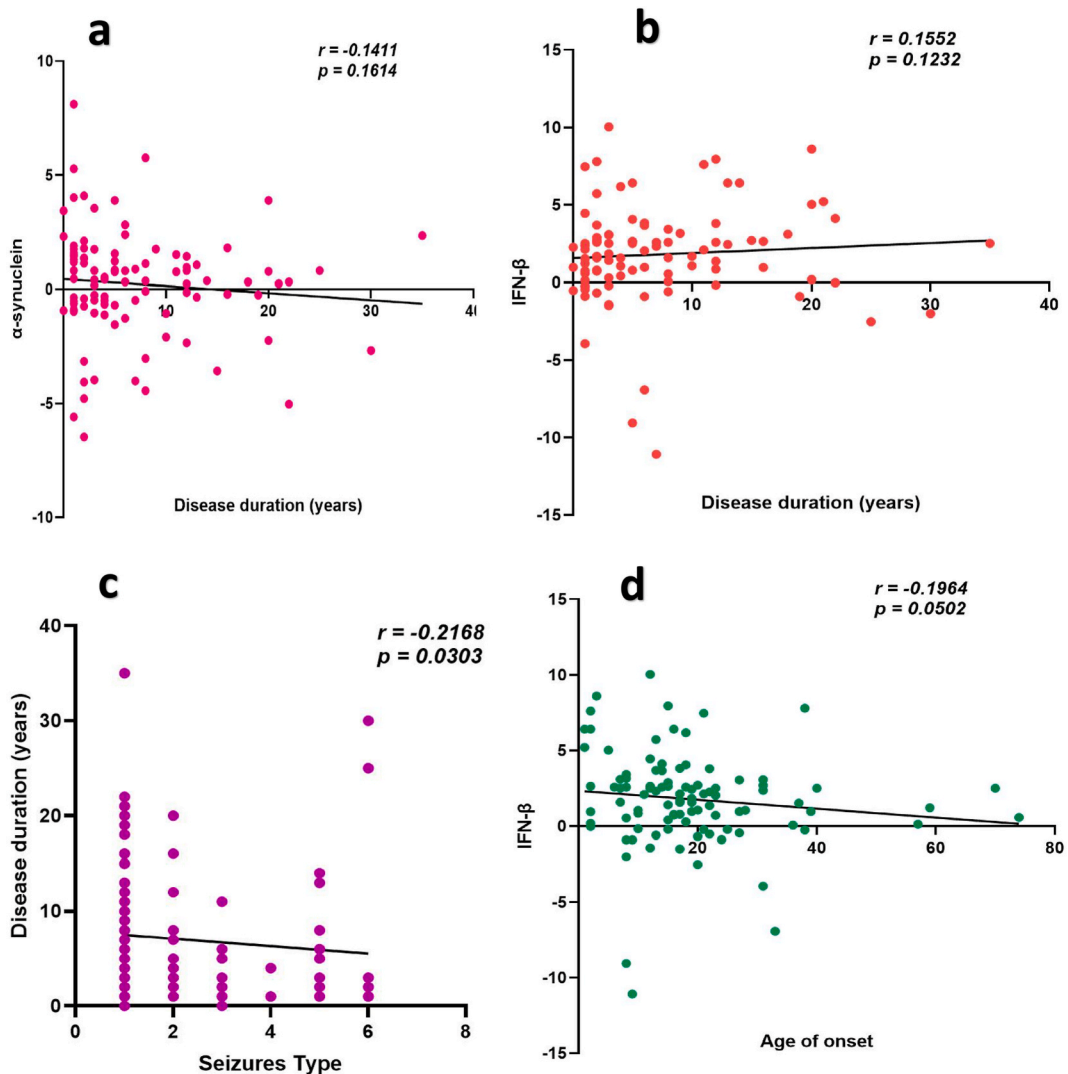 a
r = -0.1411
p = 0.1614
10
5
0
-5
-10
10
20
30
40
α-synuclein
Disease duration (years)
b
r = 0.1552
p = 0.1232
15
10
5
0
-5
-10
-15
10
20
30
40
IFN-β
Disease duration (years)
c
r = -0.2168
p = 0.0303
40
30
20
10
0
0
2
4
6
8
Disease duration (years)
Seizures Type
d
r = -0.1964
p = 0.0502
15
10
5
0
-5
-10
-15
20
40
60
80
IFN-β
Age of onset